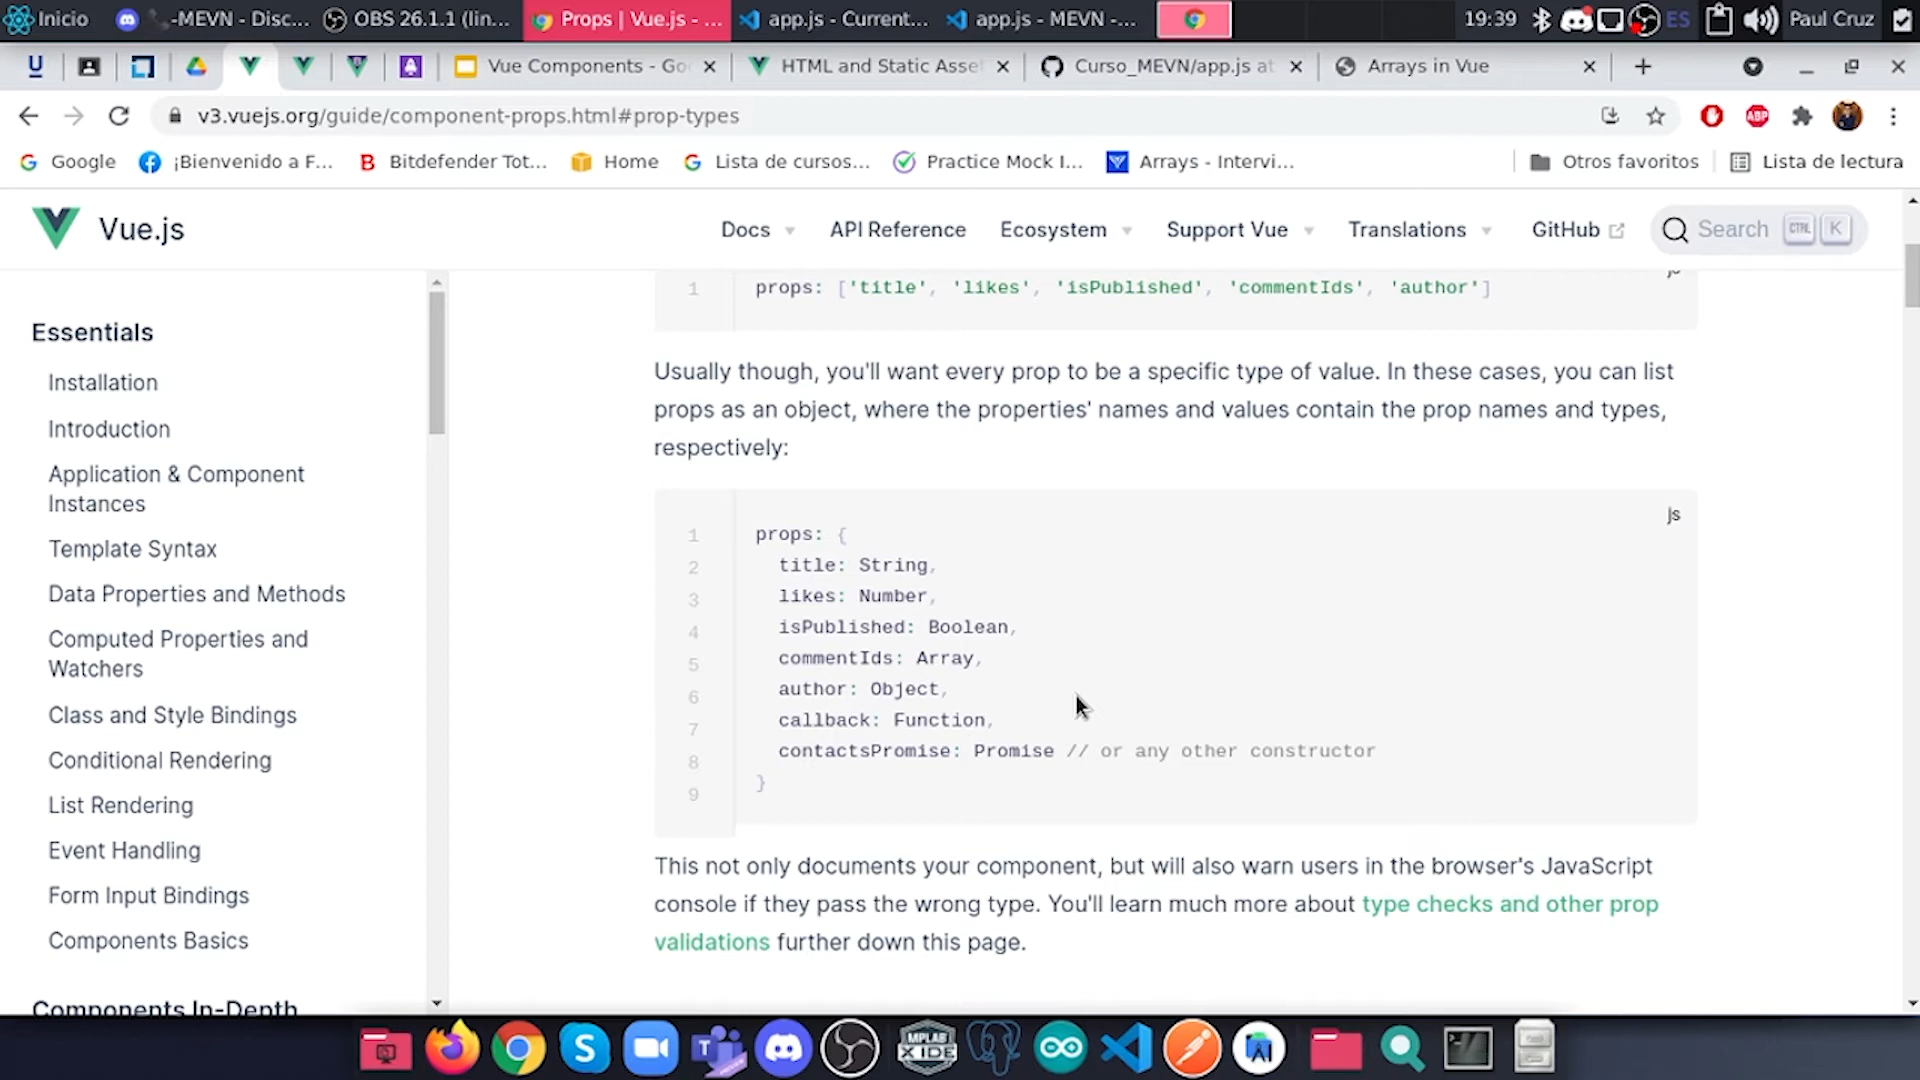 Inicio
-MEVN - Disc...
OBS 26.1.1 (lin...
Props | Vue.js - ...
app.js - Current...
app.js - MEVN -...
19:39
ES
Paul Cruz
U
Vue Components - Go
HTML and Static Asse
Curso_MEVN/app.js at
Arrays in Vue
v3.vuejs.org/guide/component-props.html#prop-types
ABP
Google
¡Bienvenido a F...
Bitdefender Tot...
Home
Lista de cursos...
Practice Mock I...
Arrays - Intervi...
Otros favoritos
Lista de lectura
Vue.js
Docs
API Reference
Ecosystem
Support Vue
Translations
GitHub
Search
CTRL
K
Essentials
Installation
Introduction
Application & Component
Instances
Template Syntax
Data Properties and Methods
Computed Properties and
Watchers
Class and Style Bindings
Conditional Rendering
List Rendering
Event Handling
Form Input Bindings
Components Basics
Components In-Depth
js
1 props: ['title', 'likes', 'isPublished', 'commentIds', 'author']
Usually though, you'll want every prop to be a specific type of value. In these cases, you can list
props as an object, where the properties' names and values contain the prop names and types,
respectively:
js
1 props: {
2 title: String,
3 likes: Number,
4 isPublished: Boolean,
5 commentIds: Array,
6 author: Object,
7 callback: Function,
8 contactsPromise: Promise // or any other constructor
9 }
This not only documents your component, but will also warn users in the browser's JavaScript
console if they pass the wrong type. You'll learn much more about type checks and other prop
validations further down this page.
MPLAB
X IDE